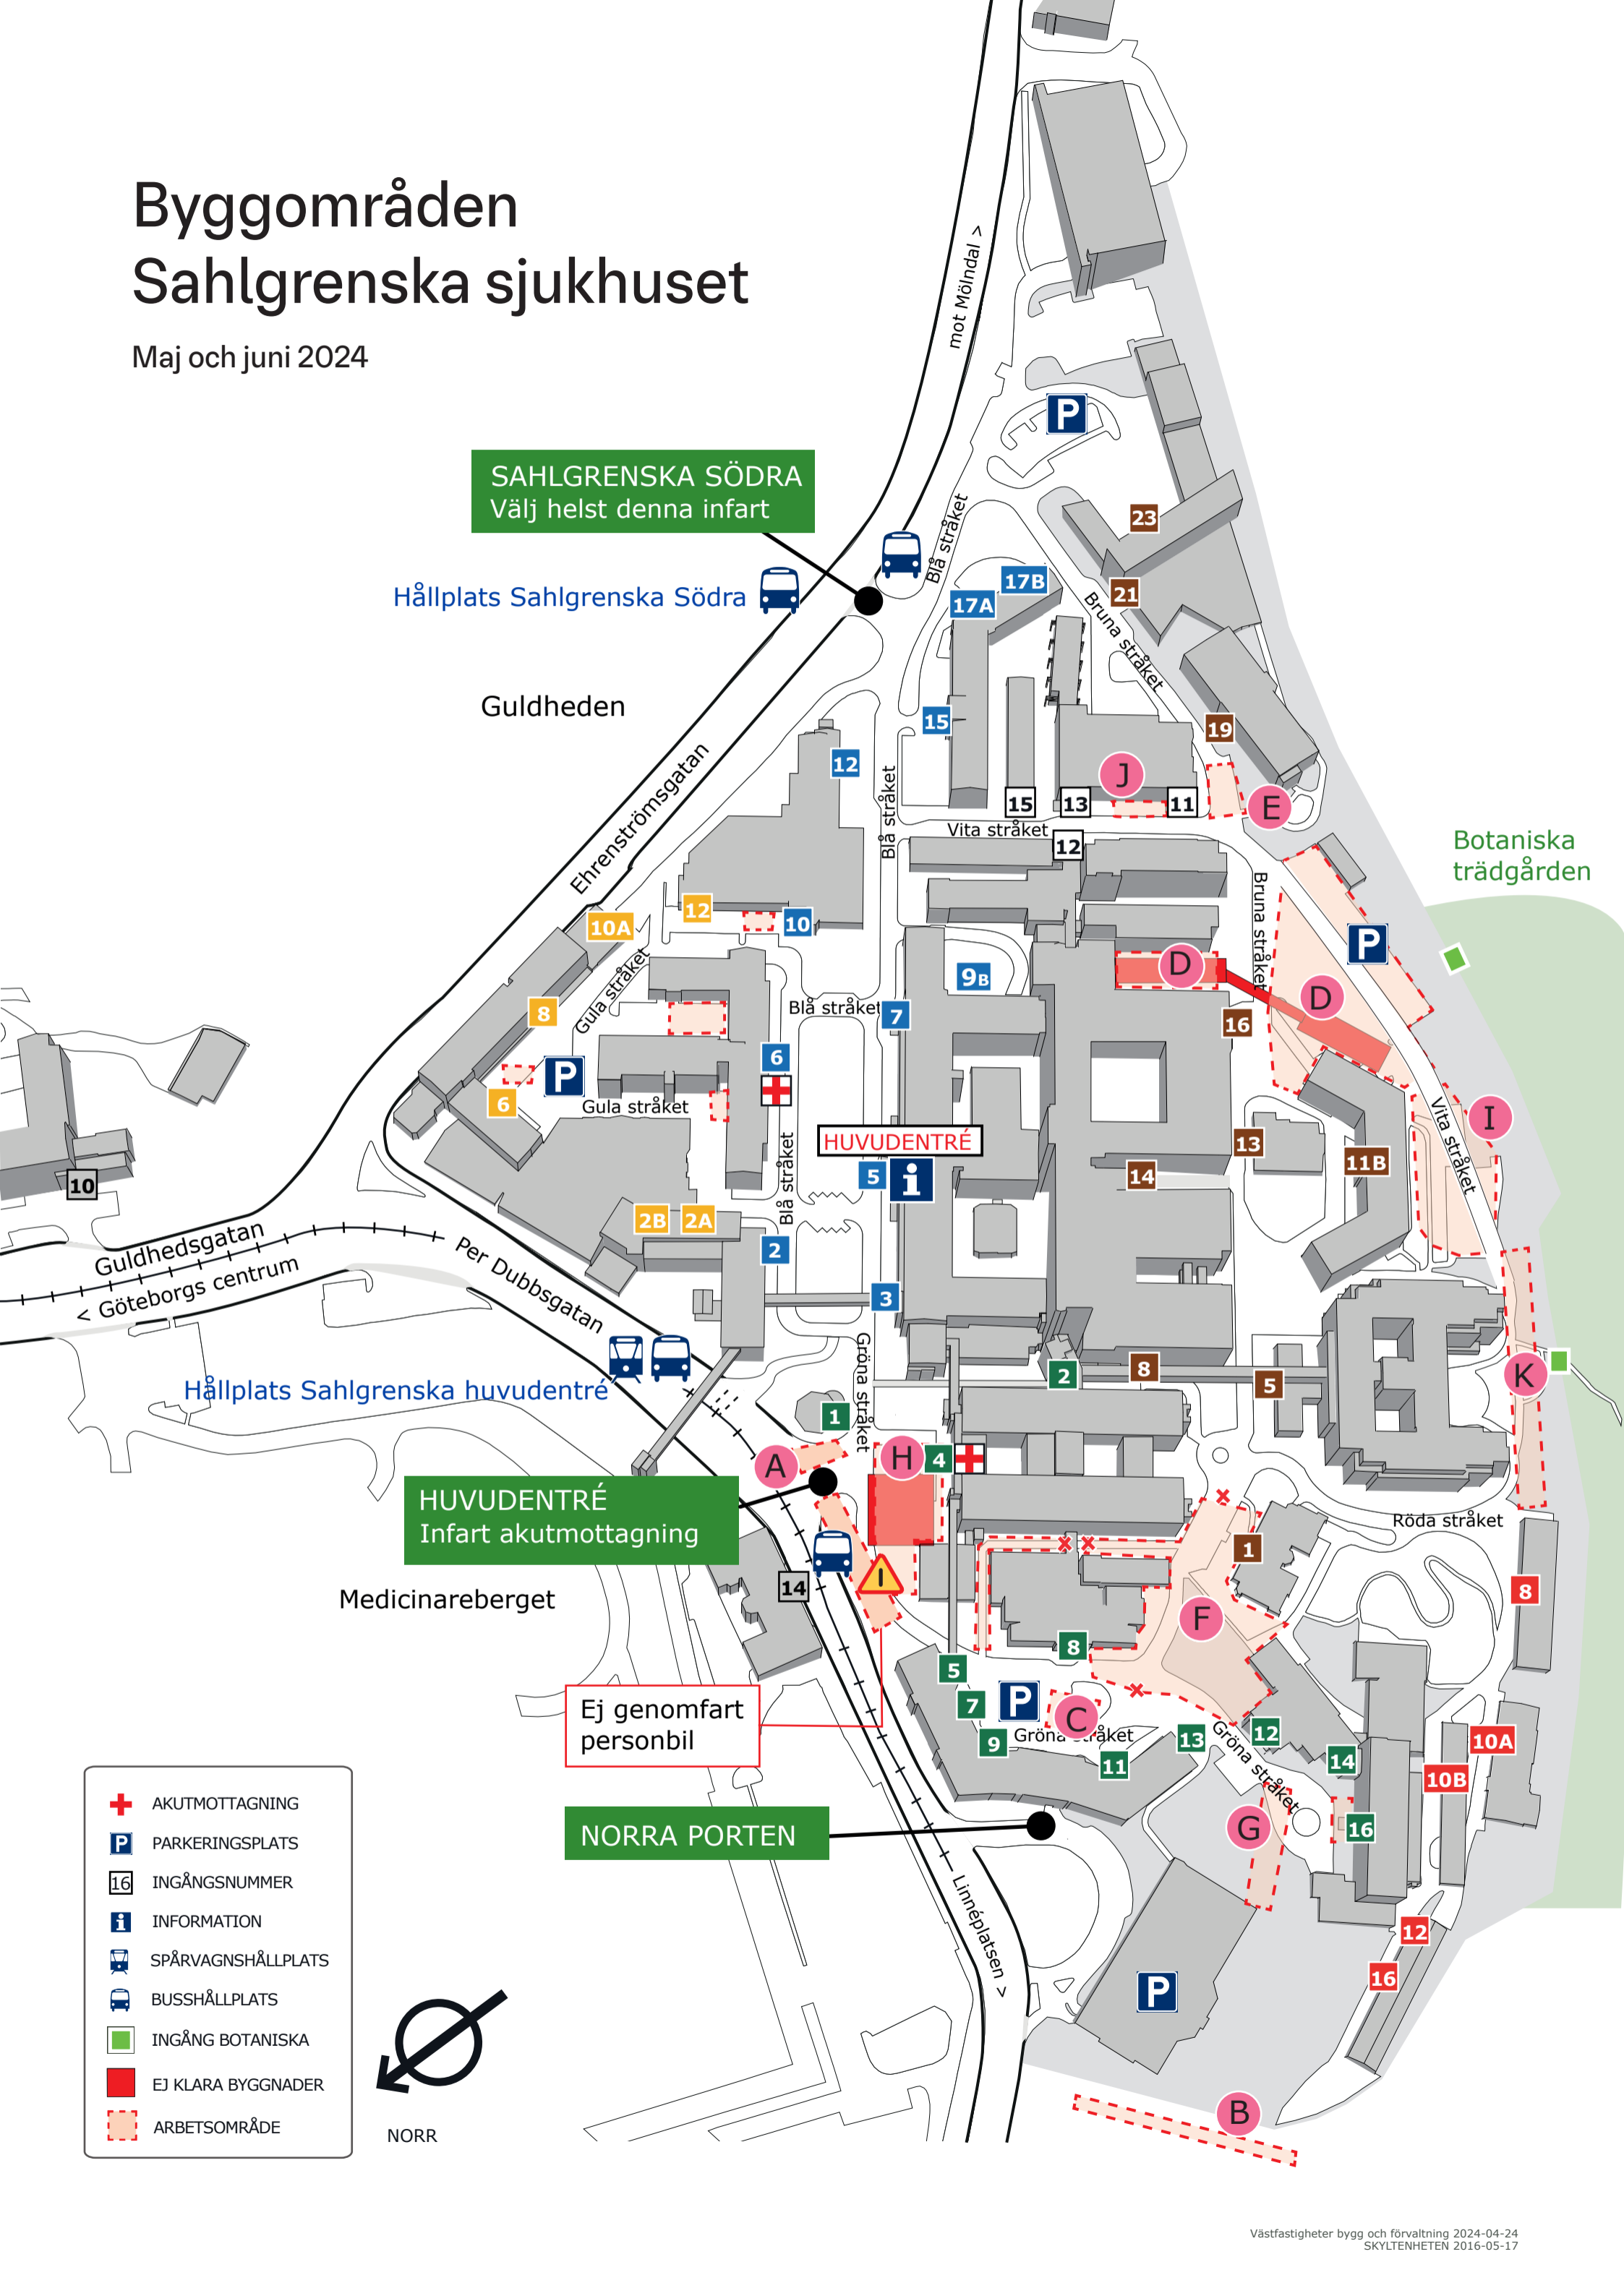 Byggområden
Sahlgrenska sjukhuset
Maj och juni 2024
mot Mölndal >
P
SAHLGRENSKA SÖDRA
Välj helst denna infart
Hållplats Sahlgrenska Södra
Blå stråket
23
21
17B
17A
Bruna stråket
Guldheden
15
19
12
J
E
15
13
11
Ehrenströmsgatan
Blå stråket
Vita stråket
12
Botaniska
trädgården
12
10A
10
Bruna stråket
P
D
9B
D
Gula stråket
8
Blå stråket
7
16
6
P
6
Gula stråket
I
Vita stråket
HUVUDENTRÉ
13
11B
10
5
i
14
Blå stråket
2B
2A
2
Guldhedsgatan
< Göteborgs centrum
Per Dubbsgatan
3
Gröna stråket
2
8
5
K
Hållplats Sahlgrenska huvudentré
1
A
H
4
HUVUDENTRÉ
Infart akutmottagning
Röda stråket
1
Medicinareberget
14
8
F
8
5
Ej genomfart
personbil
7
P
C
9
Gröna stråket
11
13
12
Gröna stråket
14
10A
10B
NORRA PORTEN
G
16
Linnéplatsen >
12
16
P
B
AKUTMOTTAGNING
P PARKERINGSPLATS
16 INGÅNGSNUMMER
i INFORMATION
SPÅRVAGNSHÅLLPLATS
BUSSHÅLLPLATS
INGÅNG BOTANISKA
EJ KLARA BYGGNADER
ARBETSOMRÅDE
NORR
Västfastigheter bygg och förvaltning 2024-04-24
SKYLTENHETEN 2016-05-17